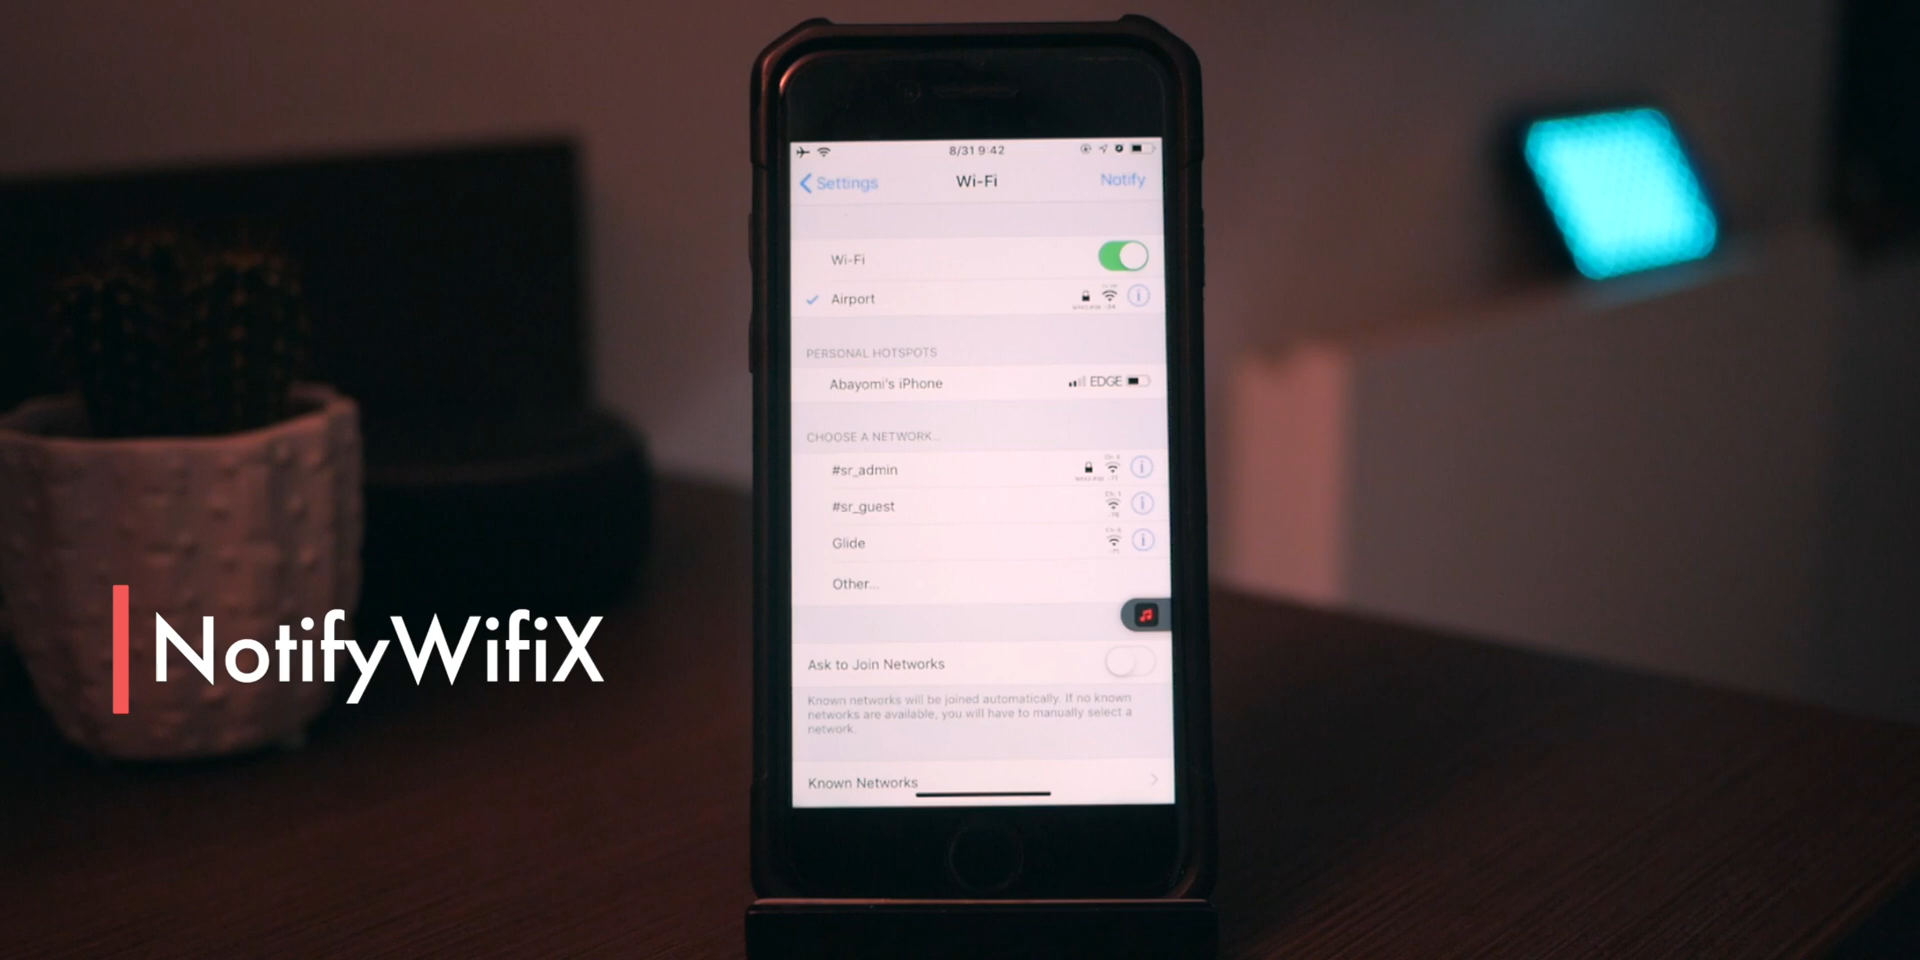 8/31 9:42
Settings
Wi-Fi
Notify
Wi-Fi
Airport
PERSONAL HOTSPOTS
Abayomi's iPhone
EDGE
CHOOSE A NETWORK...
#sr_admin
#sr_guest
Glide
Other...
Ask to Join Networks
Known networks will be joined automatically. If no known
networks are available, you will have to manually select a
network.
Known Networks
NotifyWifiX